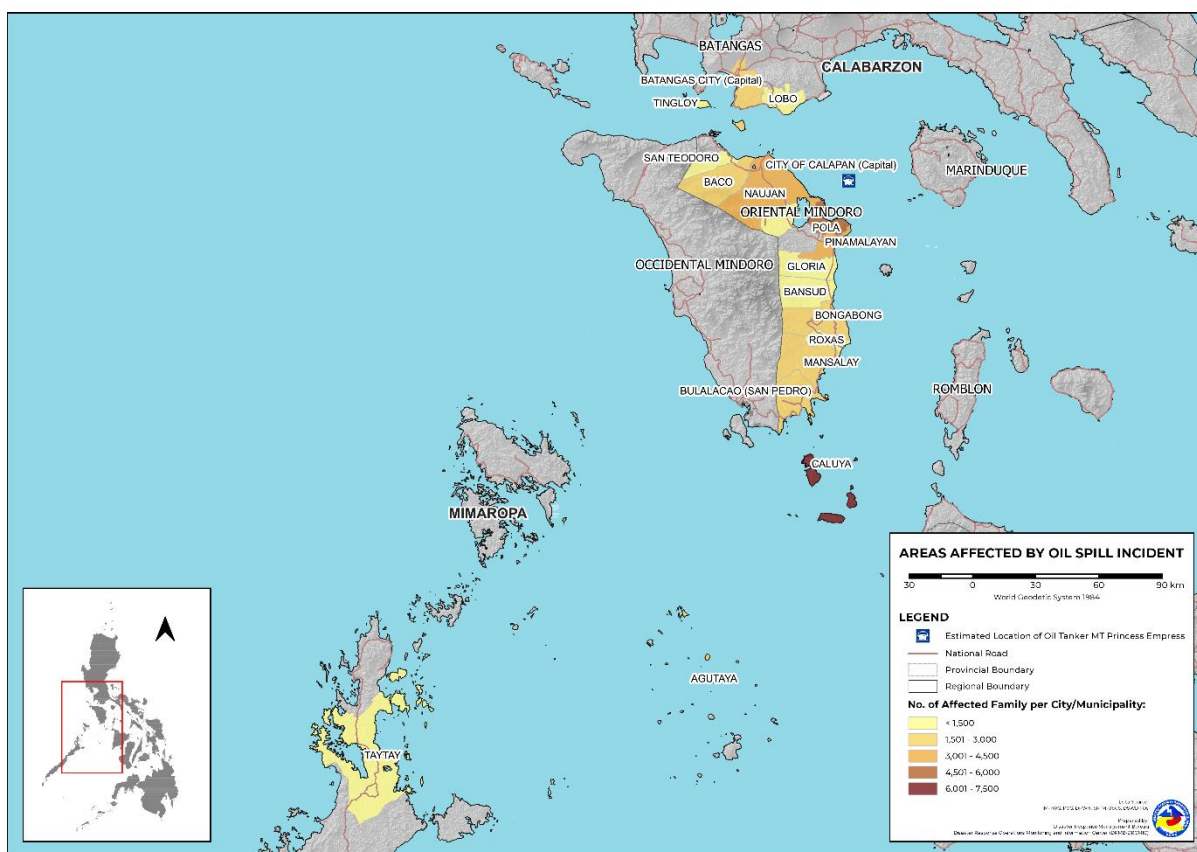 BATANGAS
CALABARZON
BATANGAS CITY (Capital)
TINGLOY
LOBO
SAN TEODORO
CITY OF CALAPAN (Capital)
MARINDUQUE
BACO
NAUJAN
ORIENTAL MINDORO
POLA
PINAMALAYAN
OCCIDENTAL MINDORO
GLORIA
BANSUD
BONGABONG
ROXAS
MANSALAY
BULALACAO (SAN PEDRO)
ROMBLON
CALUYA
MIMAROPA
AGUTAYA
TAYTAY
AREAS AFFECTED BY OIL SPILL INCIDENT
30 0 30 60 90 km
World Geodetic System 1984
LEGEND
Estimated Location of Oil Tanker MT Princess Empress
National Road
Provincial Boundary
Regional Boundary
No. of Affected Family per City/Municipality:
< 1,500
1,501 - 3,000
3,001 - 4,500
4,501 - 6,000
6,001 - 7,500
Prepared by:
Disaster Response Management Bureau